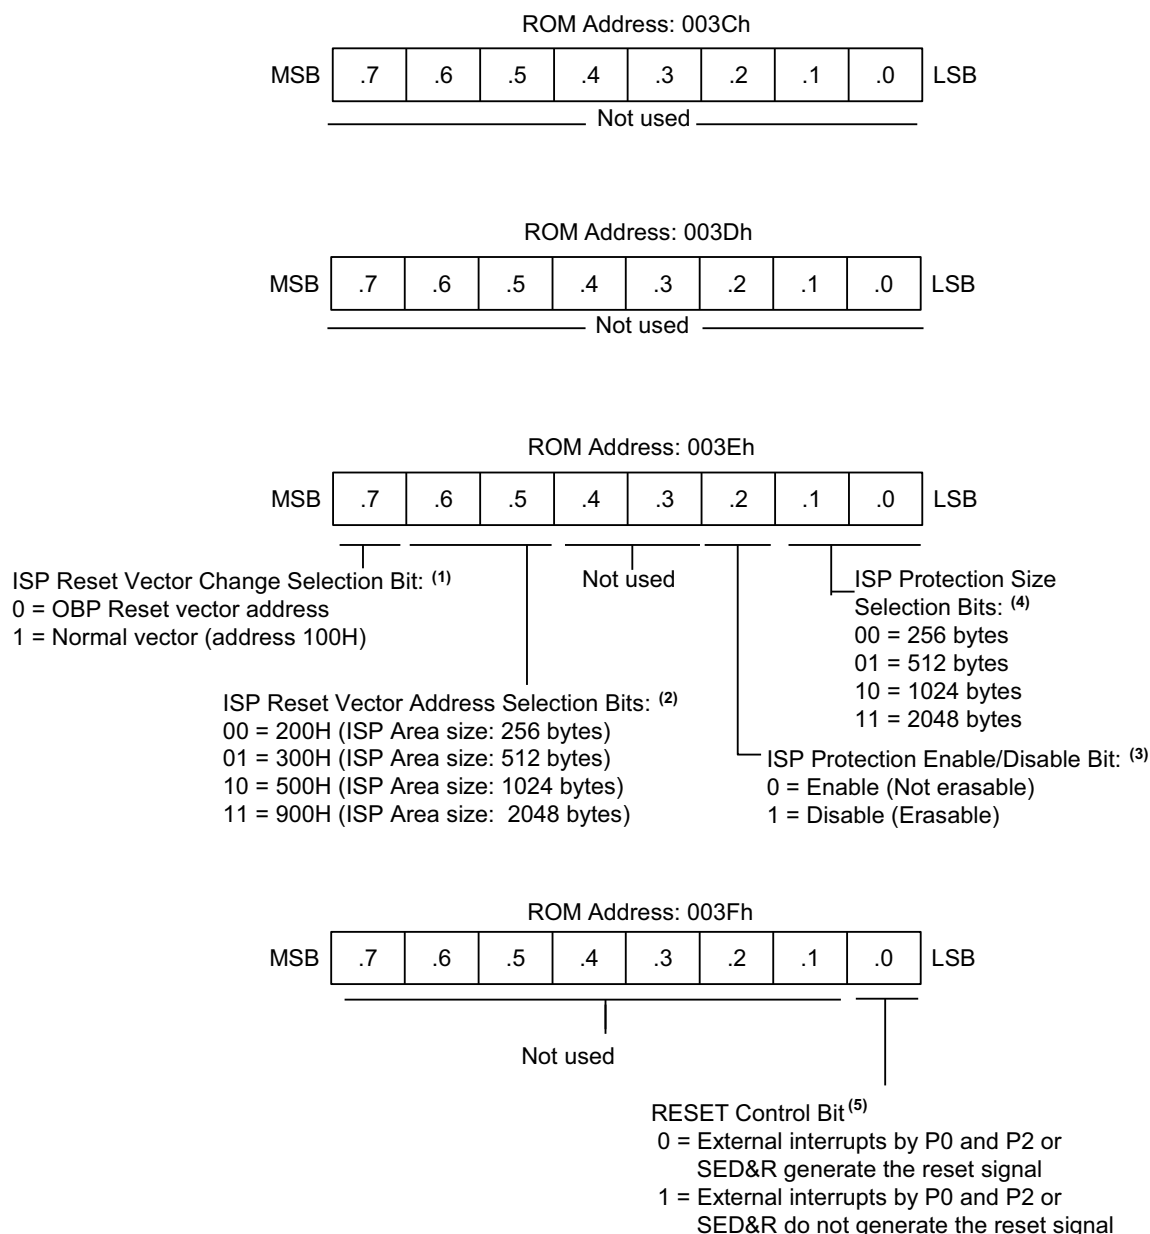 ROM Address: 003Ch
MSB .7 .6 .5 .4 .3 .2 .1 .0 LSB
Not used
ROM Address: 003Dh
MSB .7 .6 .5 .4 .3 .2 .1 .0 LSB
Not used
ROM Address: 003Eh
MSB .7 .6 .5 .4 .3 .2 .1 .0 LSB
ISP Reset Vector Change Selection Bit: (1)
0 = OBP Reset vector address
1 = Normal vector (address 100H)
Not used
ISP Protection Size
Selection Bits: (4)
00 = 256 bytes
01 = 512 bytes
10 = 1024 bytes
11 = 2048 bytes
ISP Reset Vector Address Selection Bits: (2)
00 = 200H (ISP Area size: 256 bytes)
01 = 300H (ISP Area size: 512 bytes)
10 = 500H (ISP Area size: 1024 bytes)
11 = 900H (ISP Area size: 2048 bytes)
ISP Protection Enable/Disable Bit: (3)
0 = Enable (Not erasable)
1 = Disable (Erasable)
ROM Address: 003Fh
MSB .7 .6 .5 .4 .3 .2 .1 .0 LSB
Not used
RESET Control Bit (5)
0 = External interrupts by P0 and P2 or
SED&R generate the reset signal
1 = External interrupts by P0 and P2 or
SED&R do not generate the reset signal